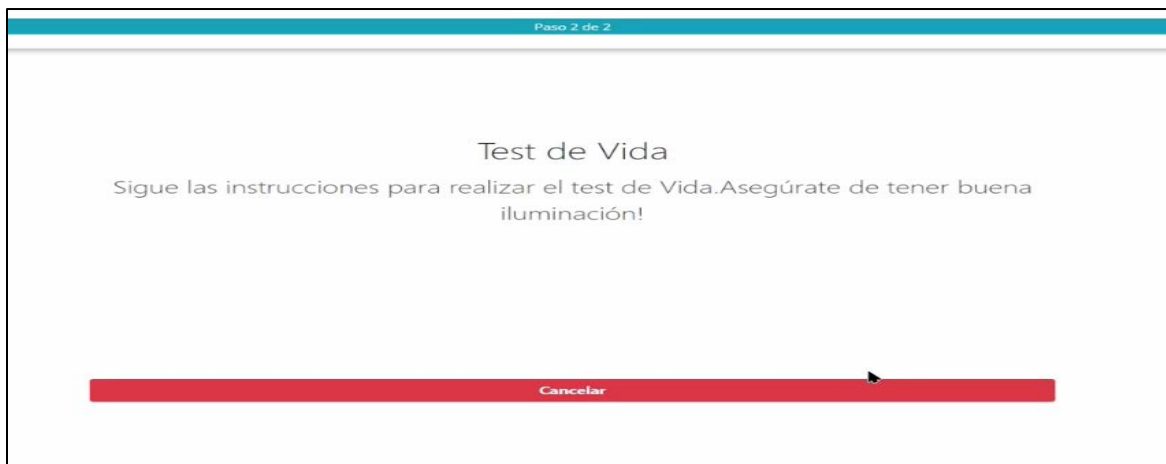 Paso 2 de 2
Test de Vida
Sigue las instrucciones para realizar el test de Vida.Asegúrate de tener buena
iluminación!
Cancelar